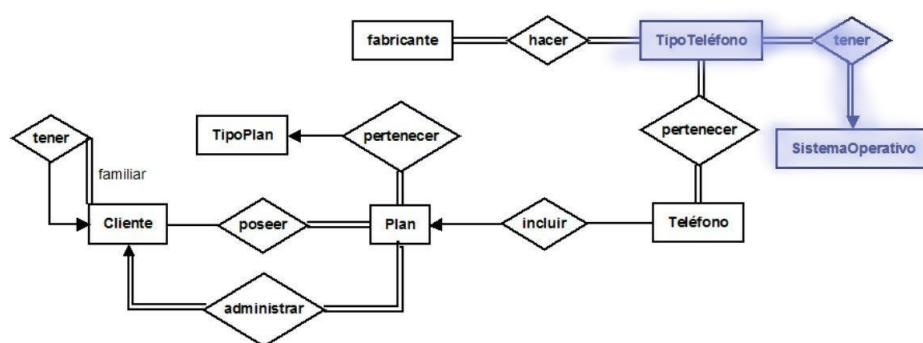 fabricante
hacer
TipoTeléfono
tener
tener
TipoPlan
pertenecer
pertenecer
SistemaOperativo
familiar
Cliente
poseer
Plan
incluir
Teléfono
administrar